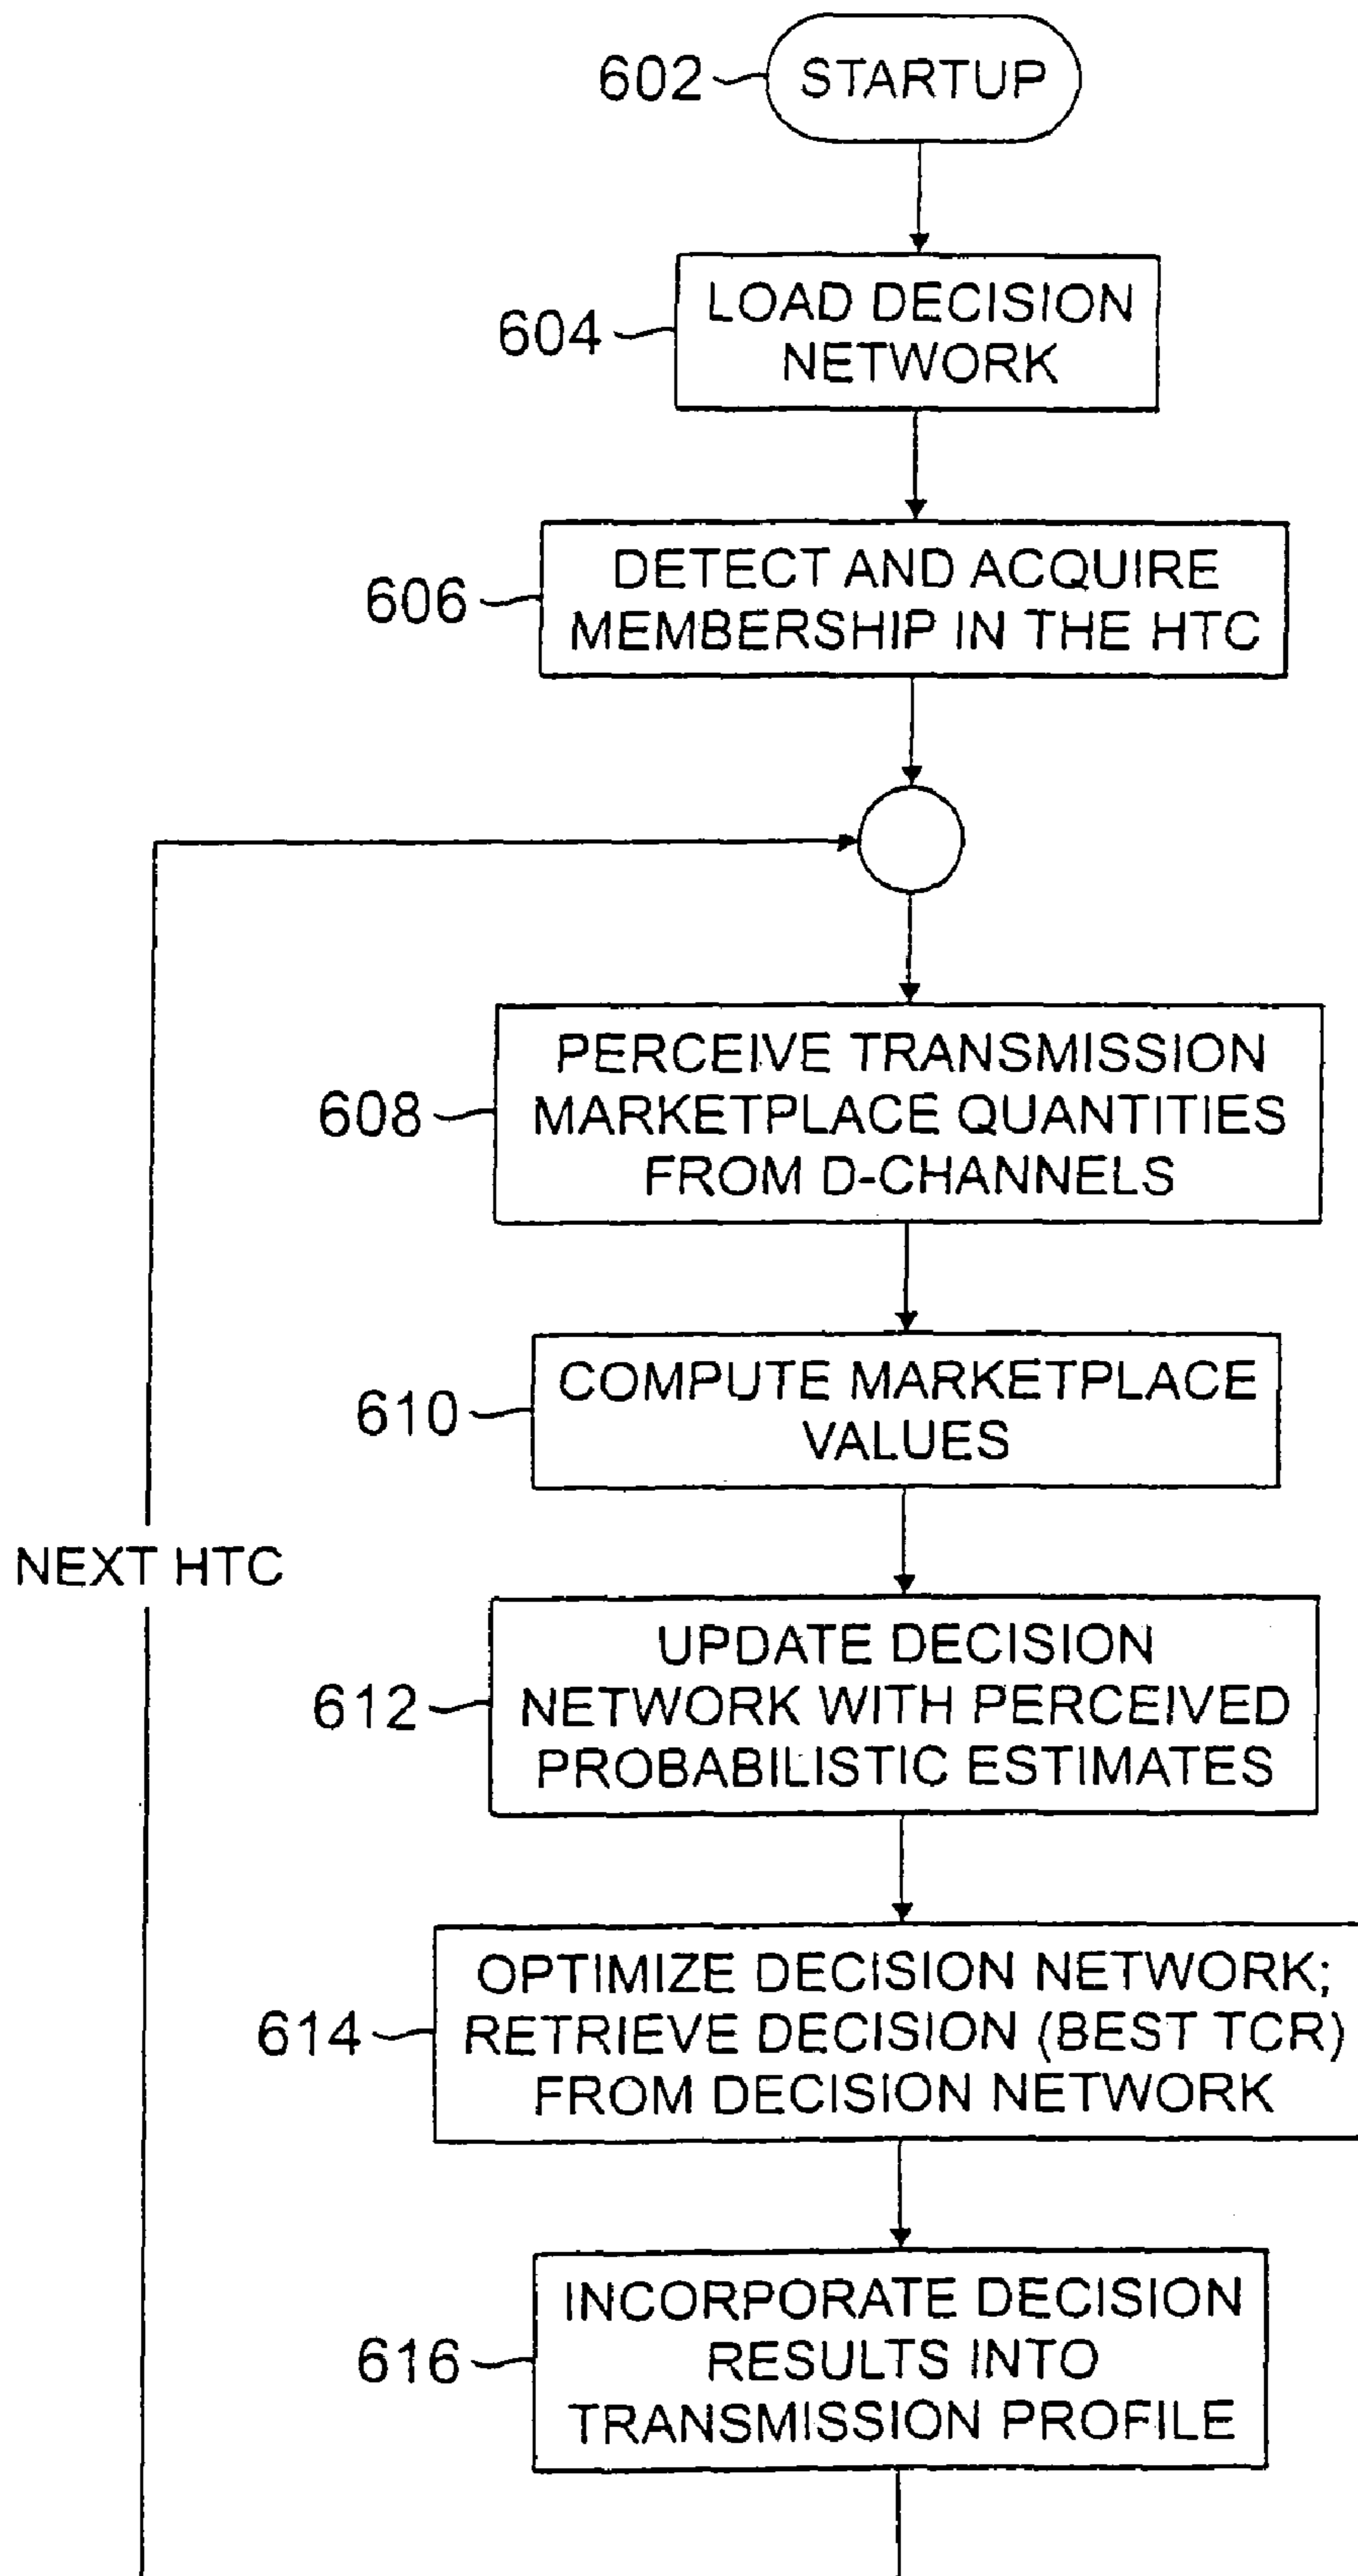 602
STARTUP
604
LOAD DECISION
NETWORK
606
DETECT AND ACQUIRE
MEMBERSHIP IN THE HTC
608
PERCEIVE TRANSMISSION
MARKETPLACE QUANTITIES
FROM D-CHANNELS
610
COMPUTE MARKETPLACE
VALUES
NEXT HTC
612
UPDATE DECISION
NETWORK WITH PERCEIVED
PROBABILISTIC ESTIMATES
614
OPTIMIZE DECISION NETWORK;
RETRIEVE DECISION (BEST TCR)
FROM DECISION NETWORK
616
INCORPORATE DECISION
RESULTS INTO
TRANSMISSION PROFILE